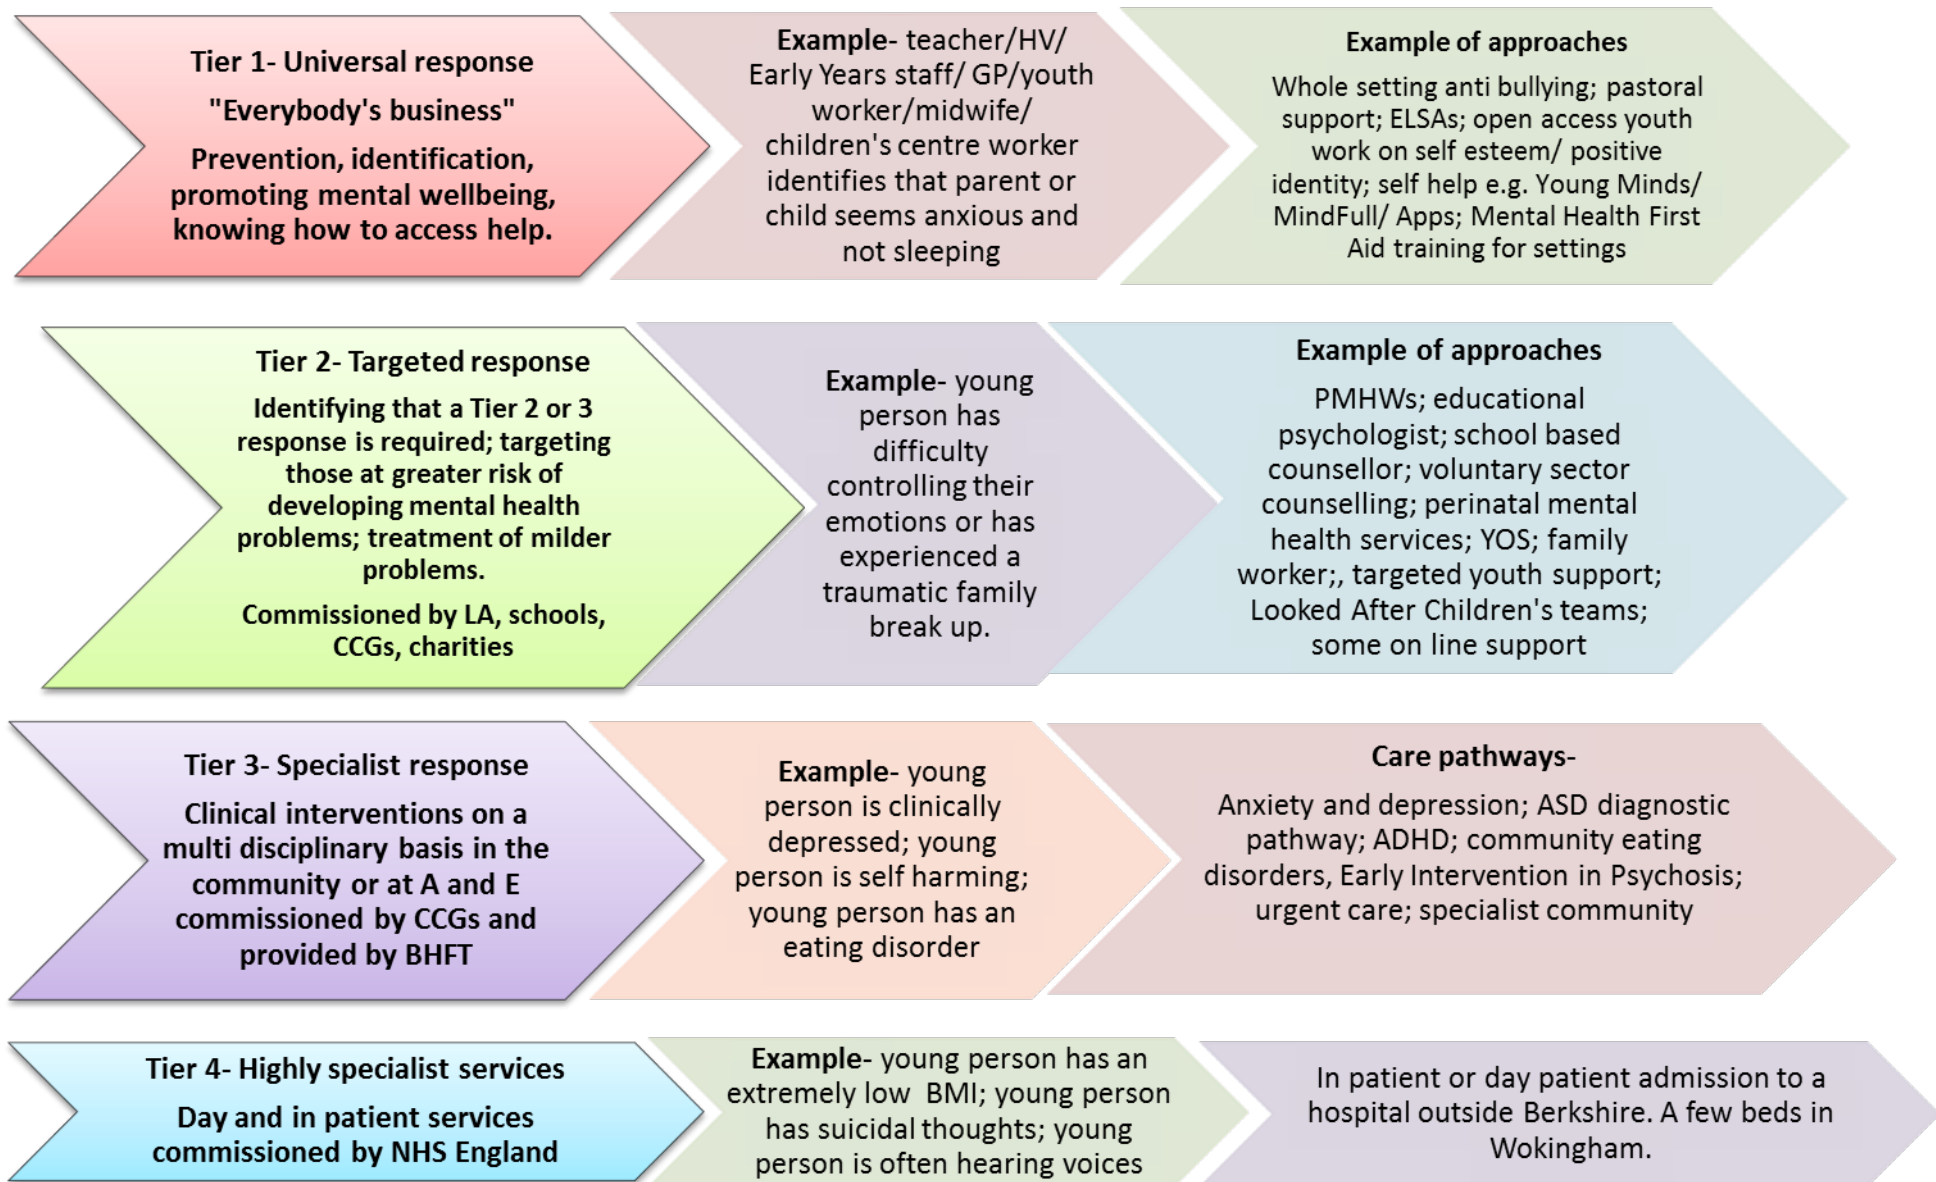 Tier 1- Universal response
"Everybody's business"
Prevention, identification,
promoting mental wellbeing,
knowing how to access help.
Example- teacher/HV/
Early Years staff/ GP/youth
worker/midwife/
children's centre worker
identifies that parent or
child seems anxious and
not sleeping
Example of approaches
Whole setting anti bullying; pastoral
support; ELSAs; open access youth
work on self esteem/ positive
identity; self help e.g. Young Minds/
MindFull/ Apps; Mental Health First
Aid training for settings
Tier 2- Targeted response
Identifying that a Tier 2 or 3
response is required; targeting
those at greater risk of
developing mental health
problems; treatment of milder
problems.
Commissioned by LA, schools,
CCGs, charities
Example- young
person has
difficulty
controlling their
emotions or has
experienced a
traumatic family
break up.
Example of approaches
PMHWs; educational
psychologist; school based
counsellor; voluntary sector
counselling; perinatal mental
health services; YOS; family
worker;, targeted youth support;
Looked After Children's teams;
some on line support
Tier 3- Specialist response
Clinical interventions on a
multi disciplinary basis in the
community or at A and E
commissioned by CCGs and
provided by BHFT
Example- young
person is clinically
depressed; young
person is self harming;
young person has an
eating disorder
Care pathways-
Anxiety and depression; ASD diagnostic
pathway; ADHD; community eating
disorders, Early Intervention in Psychosis;
urgent care; specialist community
Tier 4- Highly specialist services
Day and in patient services
commissioned by NHS England
Example- young person has an
extremely low BMI; young person
has suicidal thoughts; young
person is often hearing voices
In patient or day patient admission to a
hospital outside Berkshire. A few beds in
Wokingham.